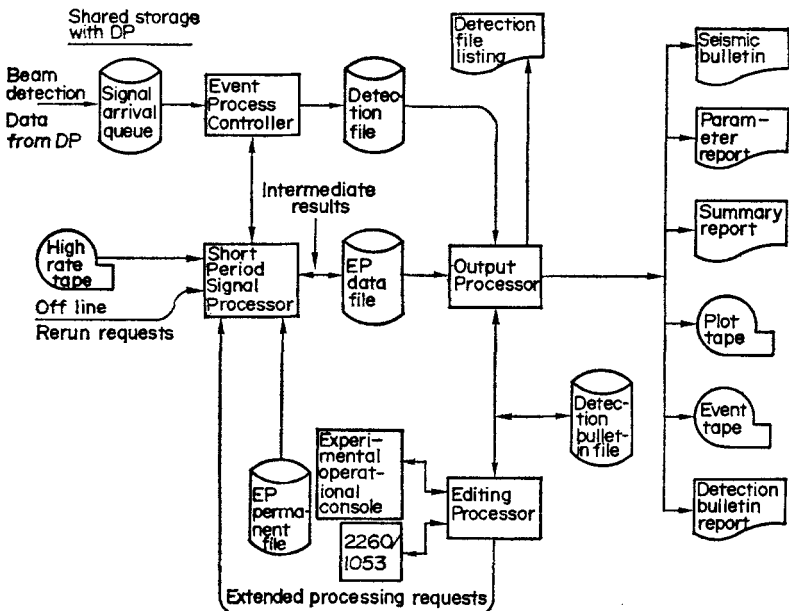 Shared storage
with DP
Beam
detection
Data
from DP
Signal
arrival
queue
Event
Process
Controller
Detec-
tion
file
Detection
file
listing
Seismic
bulletin
Param-
eter
report
Summary
report
Intermediate
results
High
rate
tape
Off line
Rerun requests
Short
Period
Signal
Processor
EP
data
file
Output
Processor
Plot
tape
Event
tape
Detec-
tion
bullet-
in file
Detection
bulletin
report
EP
perma-
nent
file
Experi-
mental
operat-
ional
console
2260/
1053
Editing
Processor
Extended processing requests